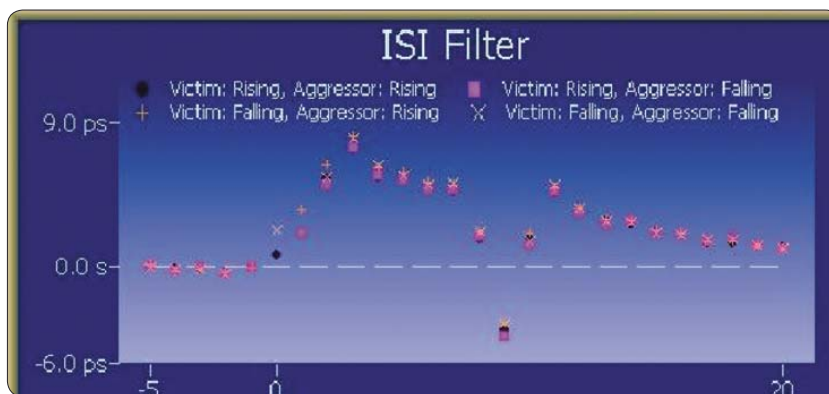 ISI Filter
Victim: Rising, Aggressor: Rising
Victim: Rising, Aggressor: Falling
Victim: Falling, Aggressor: Rising
Victim: Falling, Aggressor: Falling
9.0 ps
0.0 s
-6.0 ps
-5 0 20